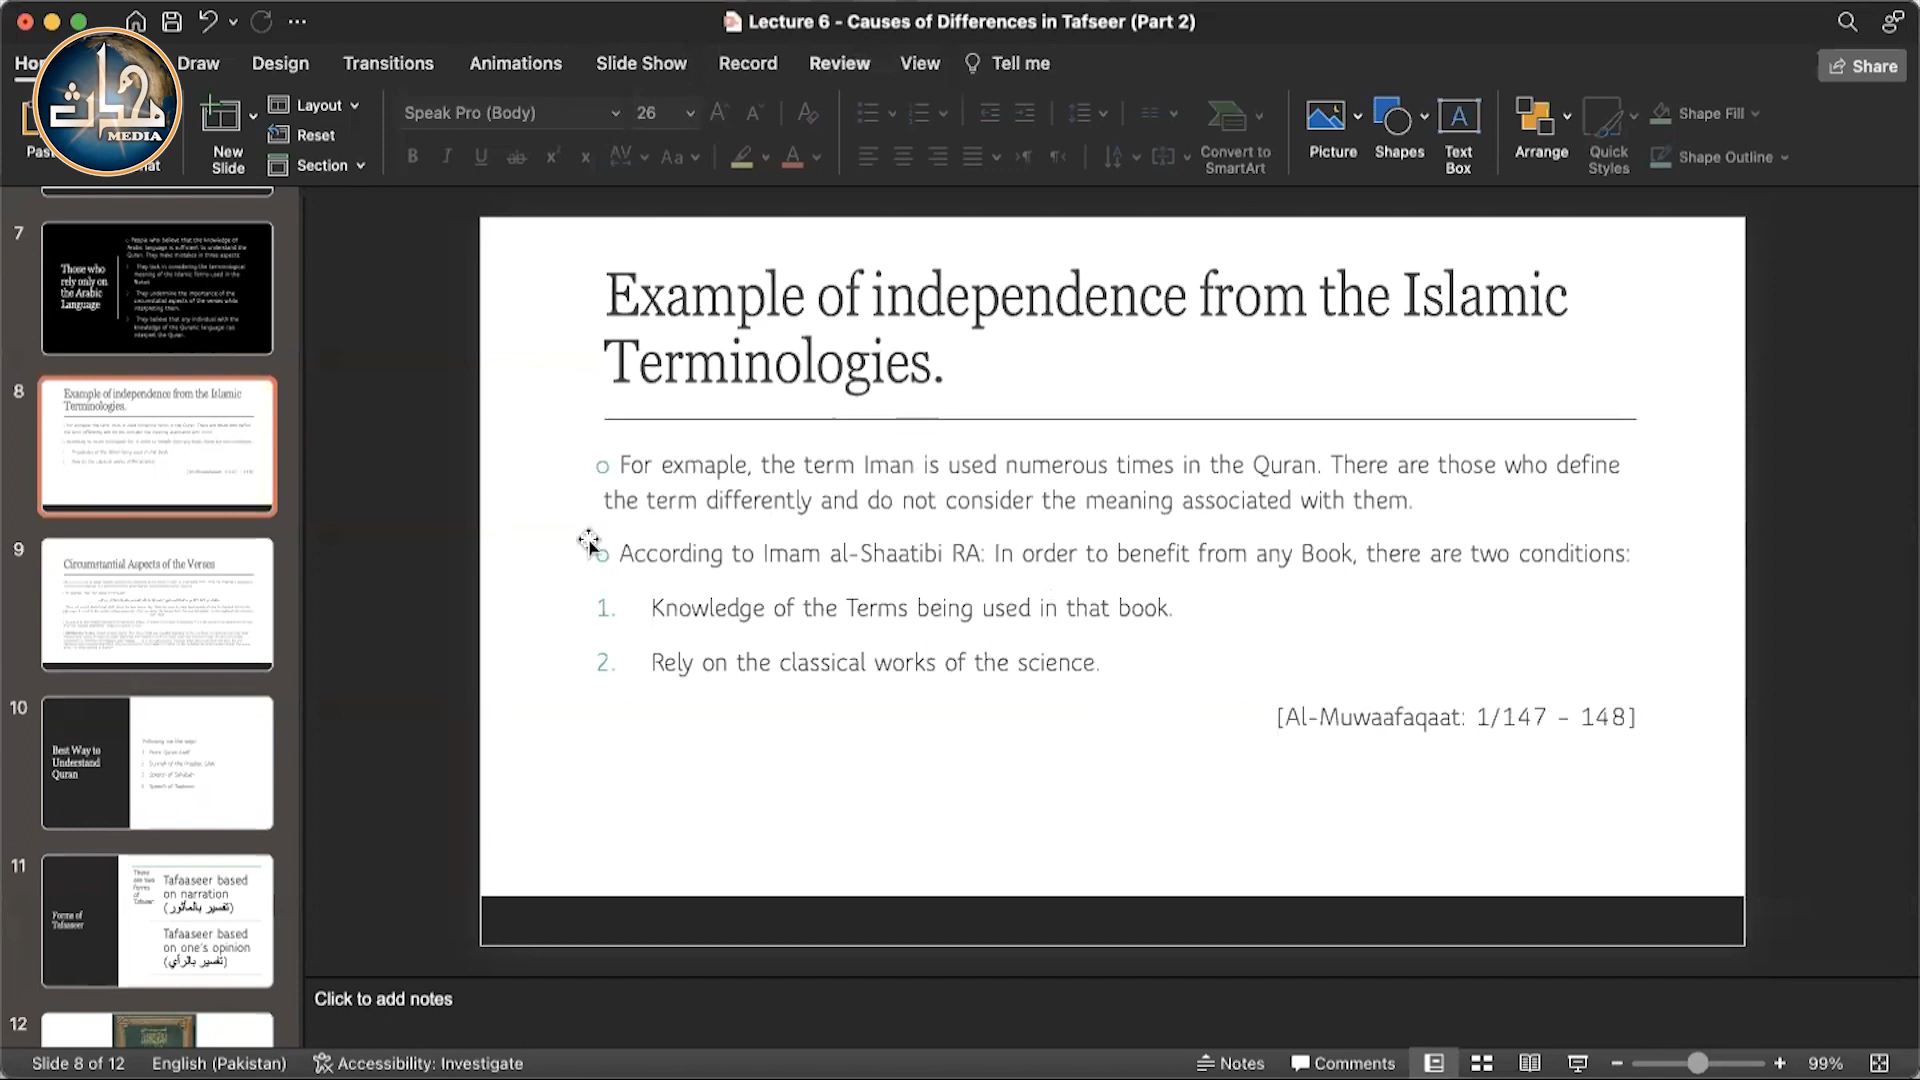 Lecture 6 - Causes of Differences in Tafseer (Part 2)
Draw Design Transitions Animations Slide Show Record Review View Tell me
Share
محدث
MEDIA
New
Slide
Layout
Reset
Section
Speak Pro (Body) 26
Convert to
SmartArt
Picture
Shapes
Text
Box
Arrange
Quick
Styles
Shape Fill
Shape Outline
7
Those who
rely only on
the Arabic
Language
8
Example of independence from the Islamic
Terminologies.
9
Circumstantial Aspects of the Verses
10
Best Way to
Understand
Quran
11
Forms of
Tafaaseer
Tafaaseer based
on narration
(تفسير بالمأثور)
Tafaaseer based
on one's opinion
(تفسير بالرأي)
12
Example of independence from the Islamic
Terminologies.
For exmaple, the term Iman is used numerous times in the Quran. There are those who define
the term differently and do not consider the meaning associated with them.
According to Imam al-Shaatibi RA: In order to benefit from any Book, there are two conditions:
1. Knowledge of the Terms being used in that book.
2. Rely on the classical works of the science.
[Al-Muwaafaqaat: 1/147 – 148]
Click to add notes
Slide 8 of 12 English (Pakistan) Accessibility: Investigate Notes Comments 99%